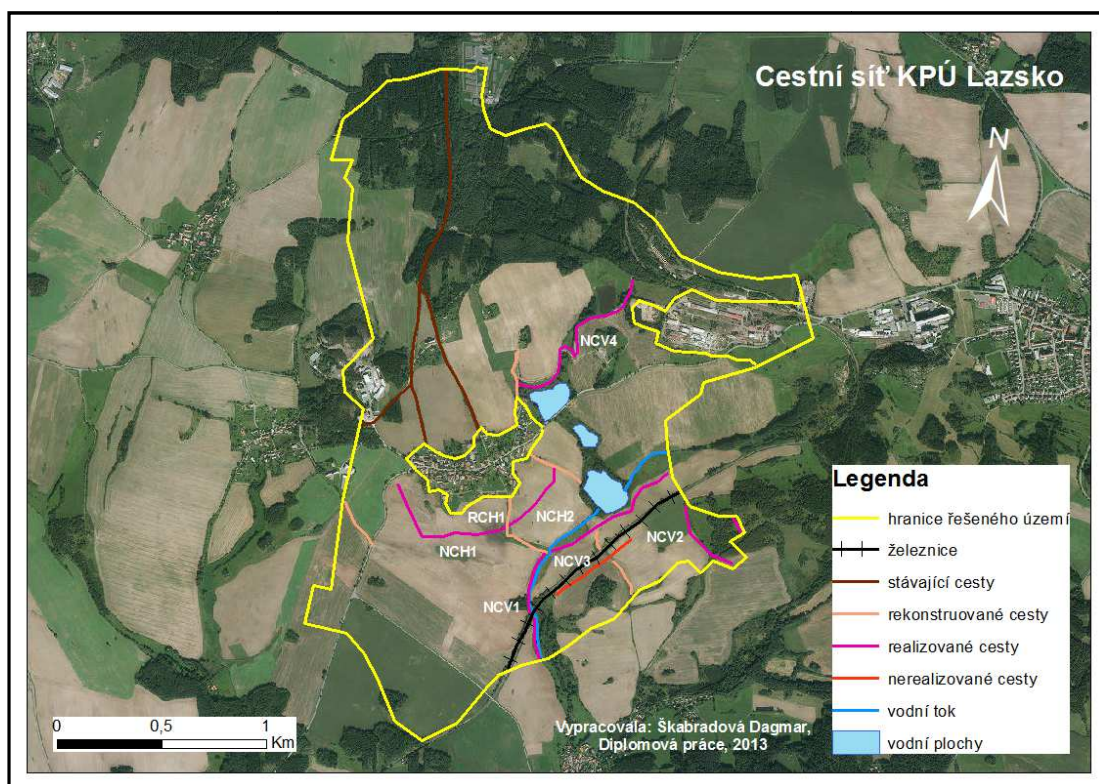 Cestní síť KPÚ Lazsko
N
NCV4
RCH1
NCH2
NCH1
NCV2
NCV3
NCV1
Legenda
hranice řešeného území
železnice
stávající cesty
rekonstruované cesty
realizované cesty
nerealizované cesty
vodní tok
vodní plochy
0 0,5 1
Km
Vypracovala: Škabradová Dagmar,
Diplomová práce, 2013